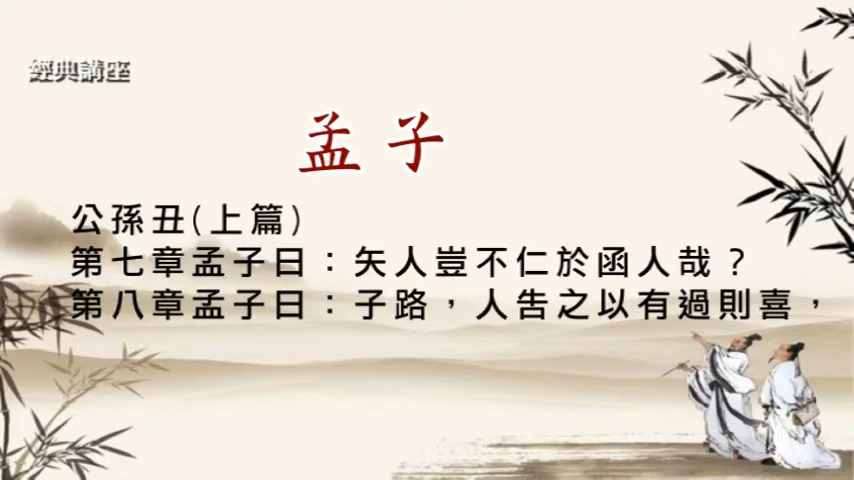 經典講座
孟子
公孫丑(上篇)
第七章孟子曰：矢人豈不仁於函人哉？
第八章孟子曰：子路，人告之以有過則喜，